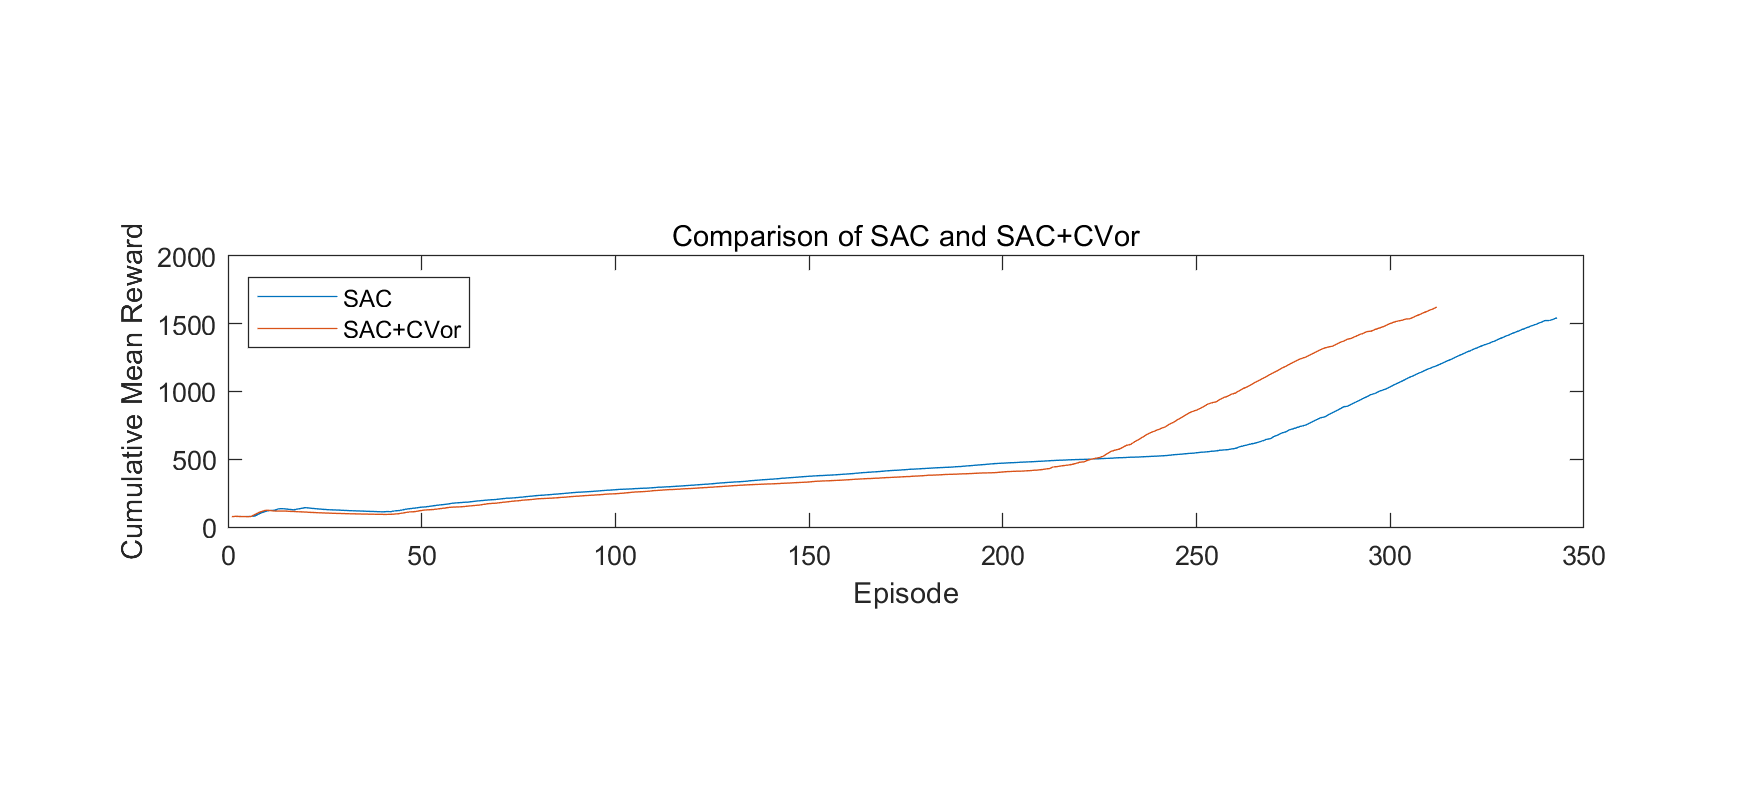 Comparison of SAC and SAC+CVor
Cumulative Mean Reward
2000
1500
1000
500
0
SAC
SAC+CVor
0 50 100 150 200 250 300 350
Episode